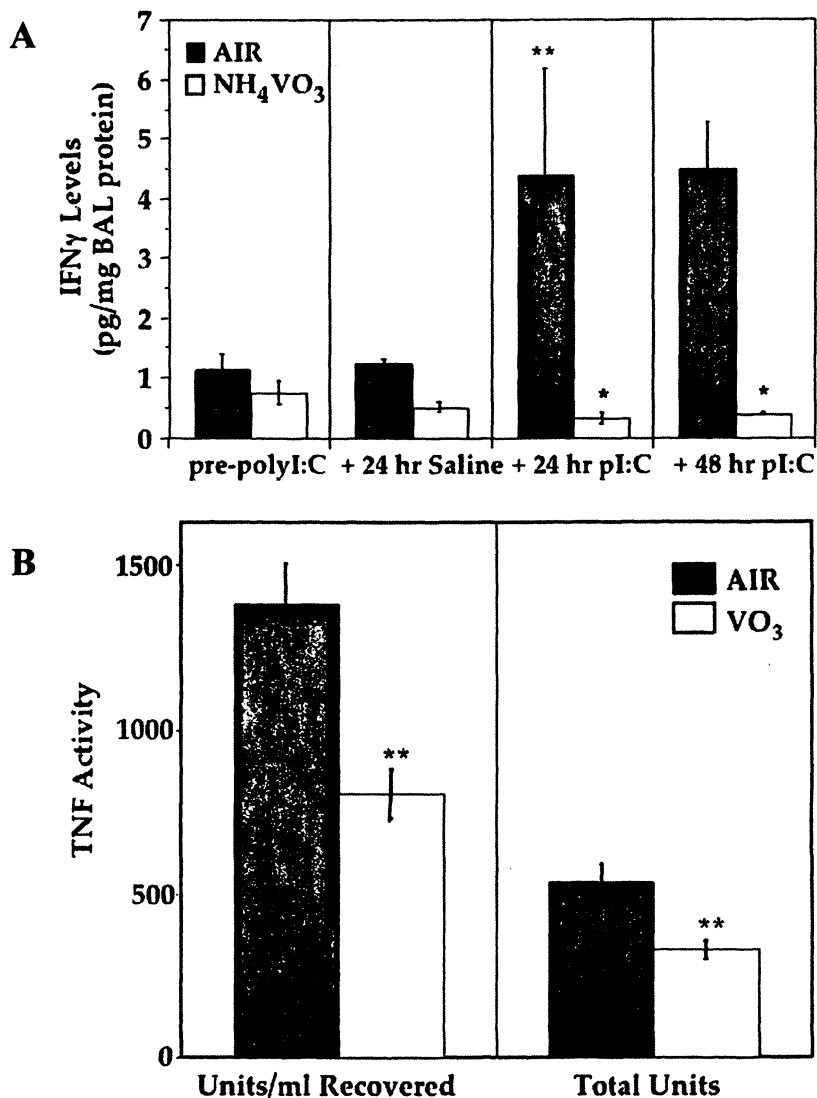 A
7
6
5
4
3
2
1
0
IFNγ Levels
(pg/mg BAL protein)
AIR
NH4VO3
**
*
*
pre-polyI:C + 24 hr Saline + 24 hr pI:C + 48 hr pI:C
B
1500
1000
500
0
TNF Activity
AIR
VO3
**
**
Units/ml Recovered Total Units